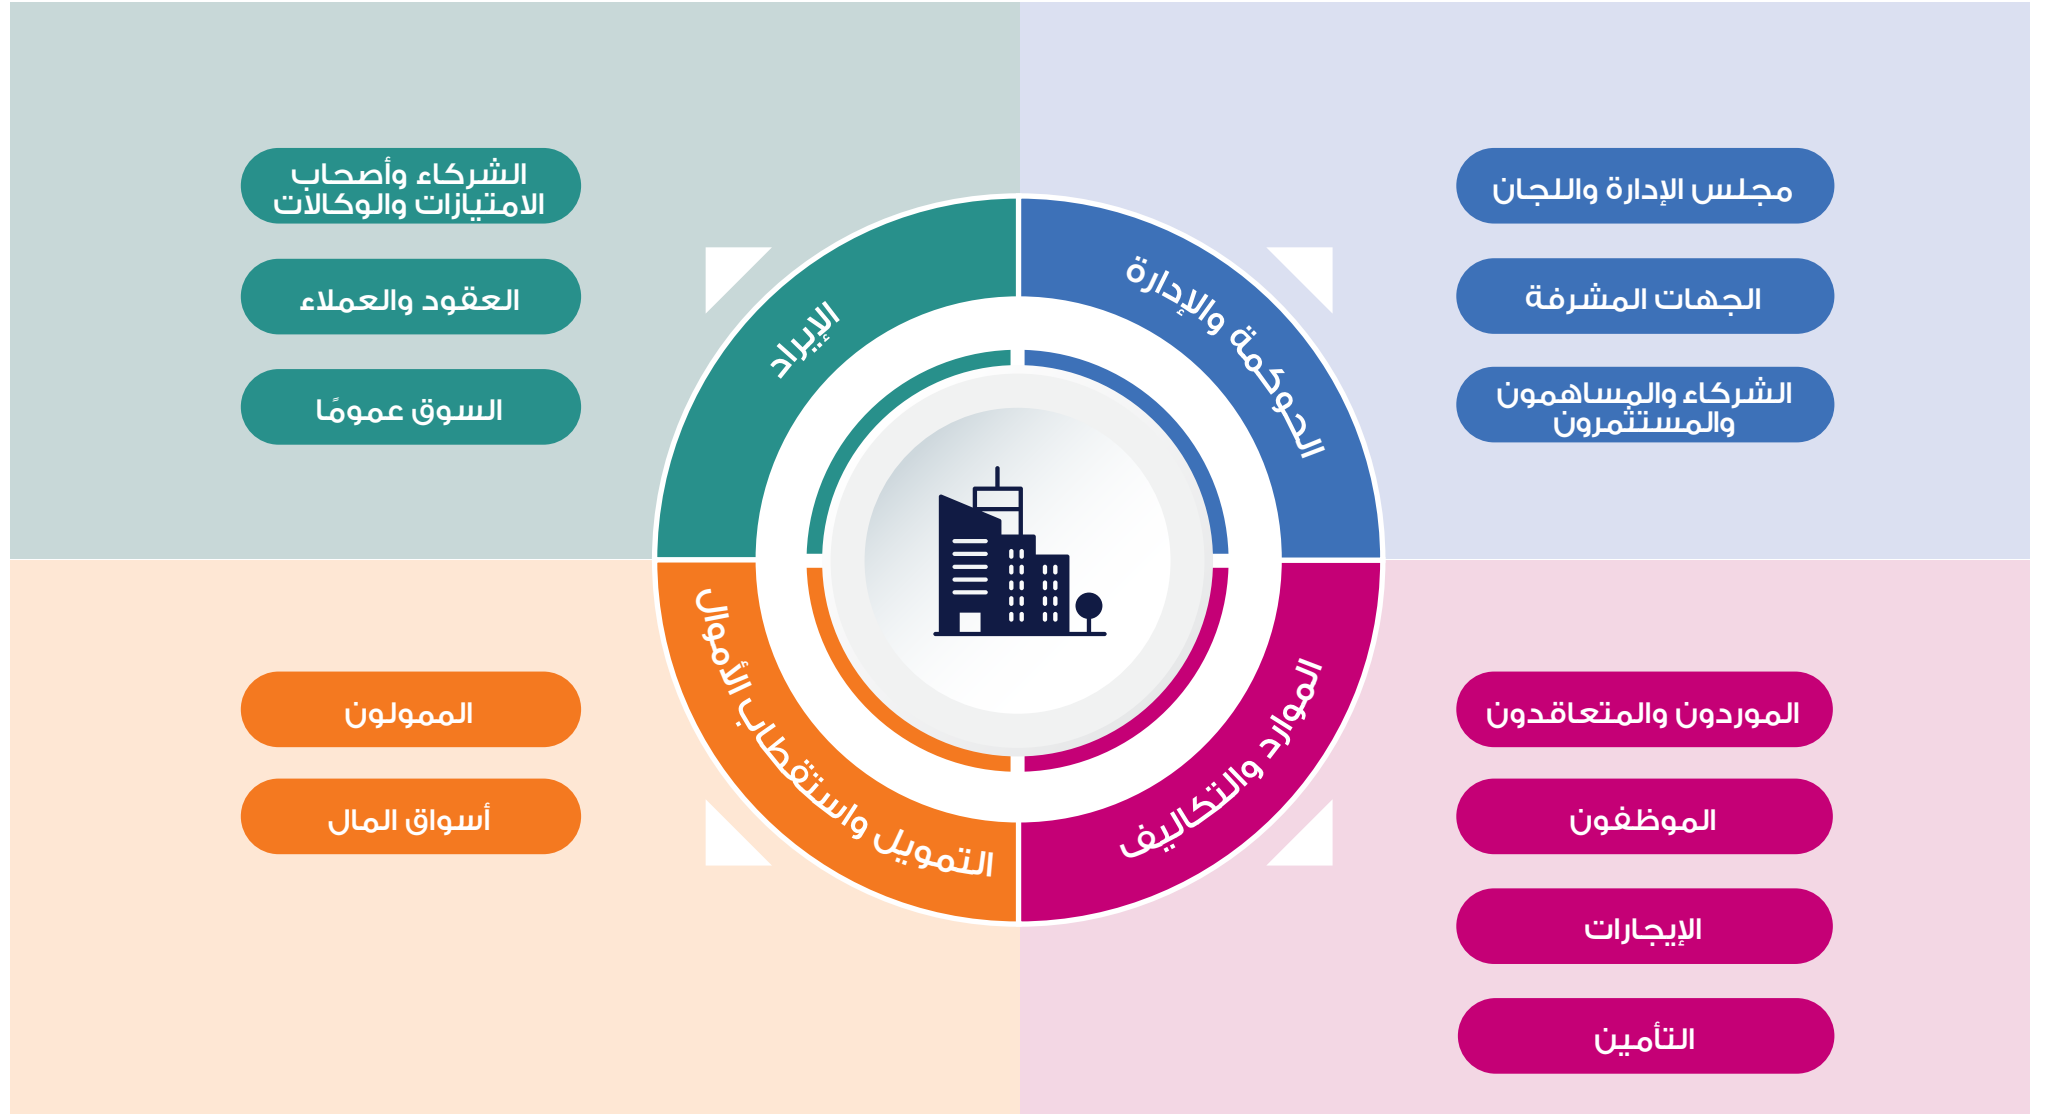 الحوكمة والإدارة
مجلس الإدارة واللجان
الجهات المشرفة
الشركاء والمساهمون
والمستثمرون
الإيراد
الشركاء وأصحاب
الامتيازات والوكالات
العقود والعملاء
السوق عمومًا
الموارد والتكاليف
الموردون والمتعاقدون
الموظفون
الإيجارات
التأمين
التمويل واستقطاب الأموال
الممولون
أسواق المال